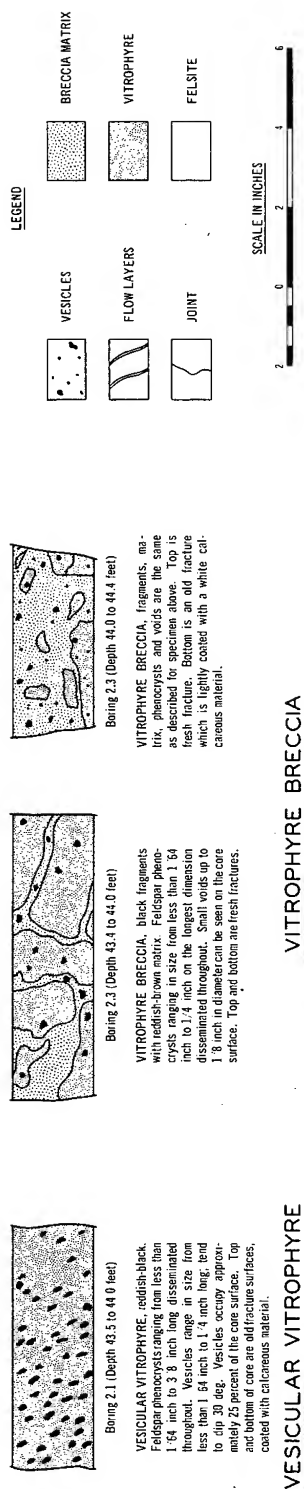 Boring 2.1 (Depth 43.5 to 44 0 feet)
VESICULAR VITROPHYRE, reddish-black.
Feldspar phenocrysts ranging from less than
1 64 inch to 3 8 inch long disseminated
throughout. Vesicles range in size from
less than 1 64 inch to 1·4 inch long; tend
to dip 30 deg. Vesicles occupy approxi-
mately 25 percent of the core surface. Top
and bottom of core are old fracture surfaces,
coated with calcareous material.
VESICULAR VITROPHYRE
Boring 2.3 (Depth 43.4 to 44.0 feet)
VITROPHYRE BRECCIA, black fragments
with reddish-brown matrix. Feldspar pheno-
crysts ranging in size from less than 1 64
inch to 1/4 inch on the longest dimension
disseminated throughout. Small voids up to
1 8 inch in diameter can be seen on the core
surface. Top and bottom are fresh fractures.
Boring 2.3 (Depth 44.0 to 44.4 feet)
VITROPHYRE BRECCIA, fragments, ma-
trix, phenocrysts and voids are the same
as described for specimen above. Top is
fresh fracture. Bottom is an old fracture
which is lightly coated with a white cal-
careous material.
VITROPHYRE BRECCIA
LEGEND
VESICLES
BRECCIA MATRIX
FLOW LAYERS
VITROPHYRE
JOINT
FELSITE
SCALE IN INCHES
2 0 2 4 6